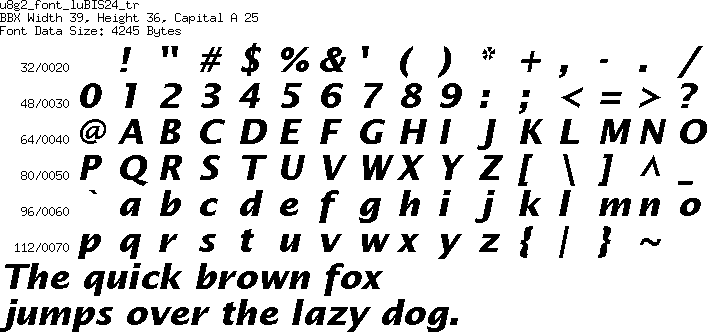 u8g2_font_luBIS24_tr
BBX Width 39, Height 36, Capital A 25
Font Data Size: 4245 Bytes
32/0020 ! " # $ % & ' ( ) * + , - . /
48/0030 0 1 2 3 4 5 6 7 8 9 : ; < = > ?
64/0040 @ A B C D E F G H I J K L M N O
80/0050 P Q R S T U V W X Y Z [ \ ] ^ _
96/0060 ` a b c d e f g h i j k l m n o
112/0070 p q r s t u v w x y z { | } ~
The quick brown fox
jumps over the lazy dog.